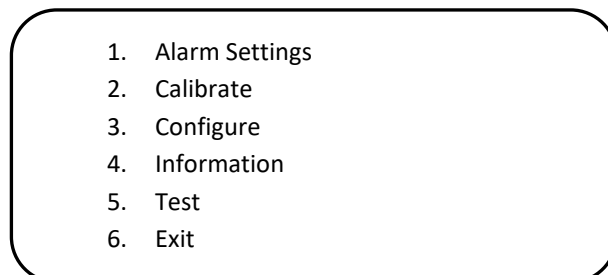 1. Alarm Settings
2. Calibrate
3. Configure
4. Information
5. Test
6. Exit